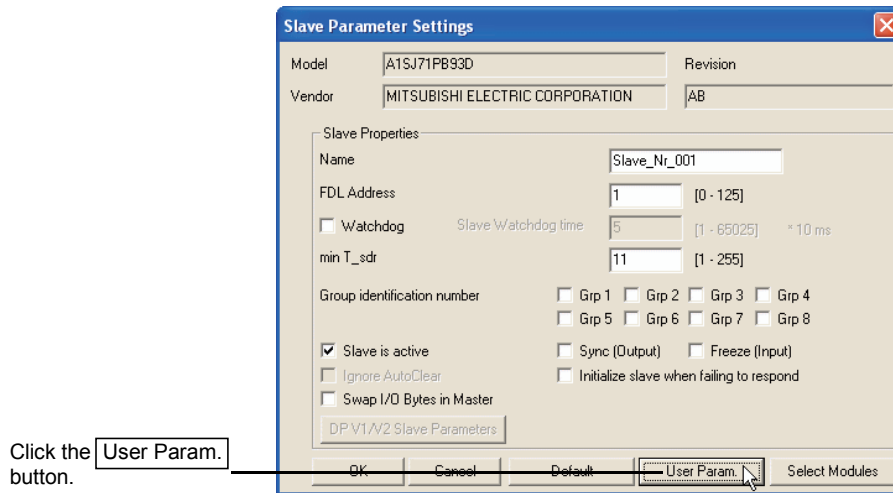 Slave Parameter Settings
Model A1SJ71PB93D Revision
Vendor MITSUBISHI ELECTRIC CORPORATION AB
Slave Properties
Name Slave_Nr_001
FDL Address 1 [0 - 125]
Watchdog Slave Watchdog time 5 [1 - 65025] * 10 ms
min T_sdr 11 [1 - 255]
Group identification number Grp 1 Grp 2 Grp 3 Grp 4
Grp 5 Grp 6 Grp 7 Grp 8
Slave is active Sync (Output) Freeze (Input)
Ignore AutoClear Initialize slave when failing to respond
Swap I/O Bytes in Master
DP V1/V2 Slave Parameters
OK Cancel Default User Param. Select Modules
Click the User Param.
button.